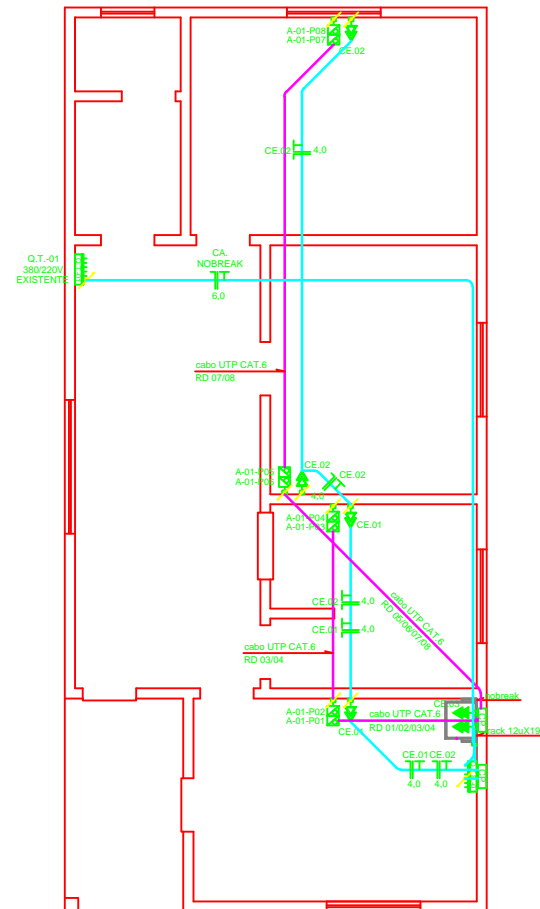 A-01-P08
A-01-P07
CE.02
CE.02
4,0
Q.T.-01
380/220V
EXISTENTE
CA.
NOBREAK
6,0
cabo UTP CAT.6
RD 07/08
CE.02
A-01-P06
CE.02
4,0
A-01-P04
A-01-P03
CE.01
cabo UTP CAT.6
RD 05/06/07/08
CE.02
4,0
CE.01
4,0
cabo UTP CAT.6
RD 03/04
nobreak
CE.03
A-01-P02
A-01-P01
cabo UTP CAT.6
RD 01/02/03/04
CE.01
rack 12uX19
CE.01
CE.02
4,0
4,0